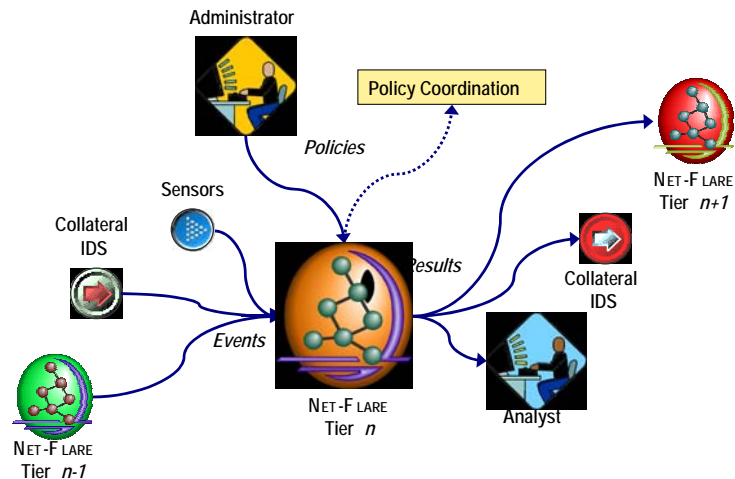 Administrator
Policy Coordination
Policies
NET-FLARE
Tier n+1
Sensors
Collateral
IDS
Results
Collateral
IDS
Events
NET-FLARE
Tier n
Analyst
NET-FLARE
Tier n-1